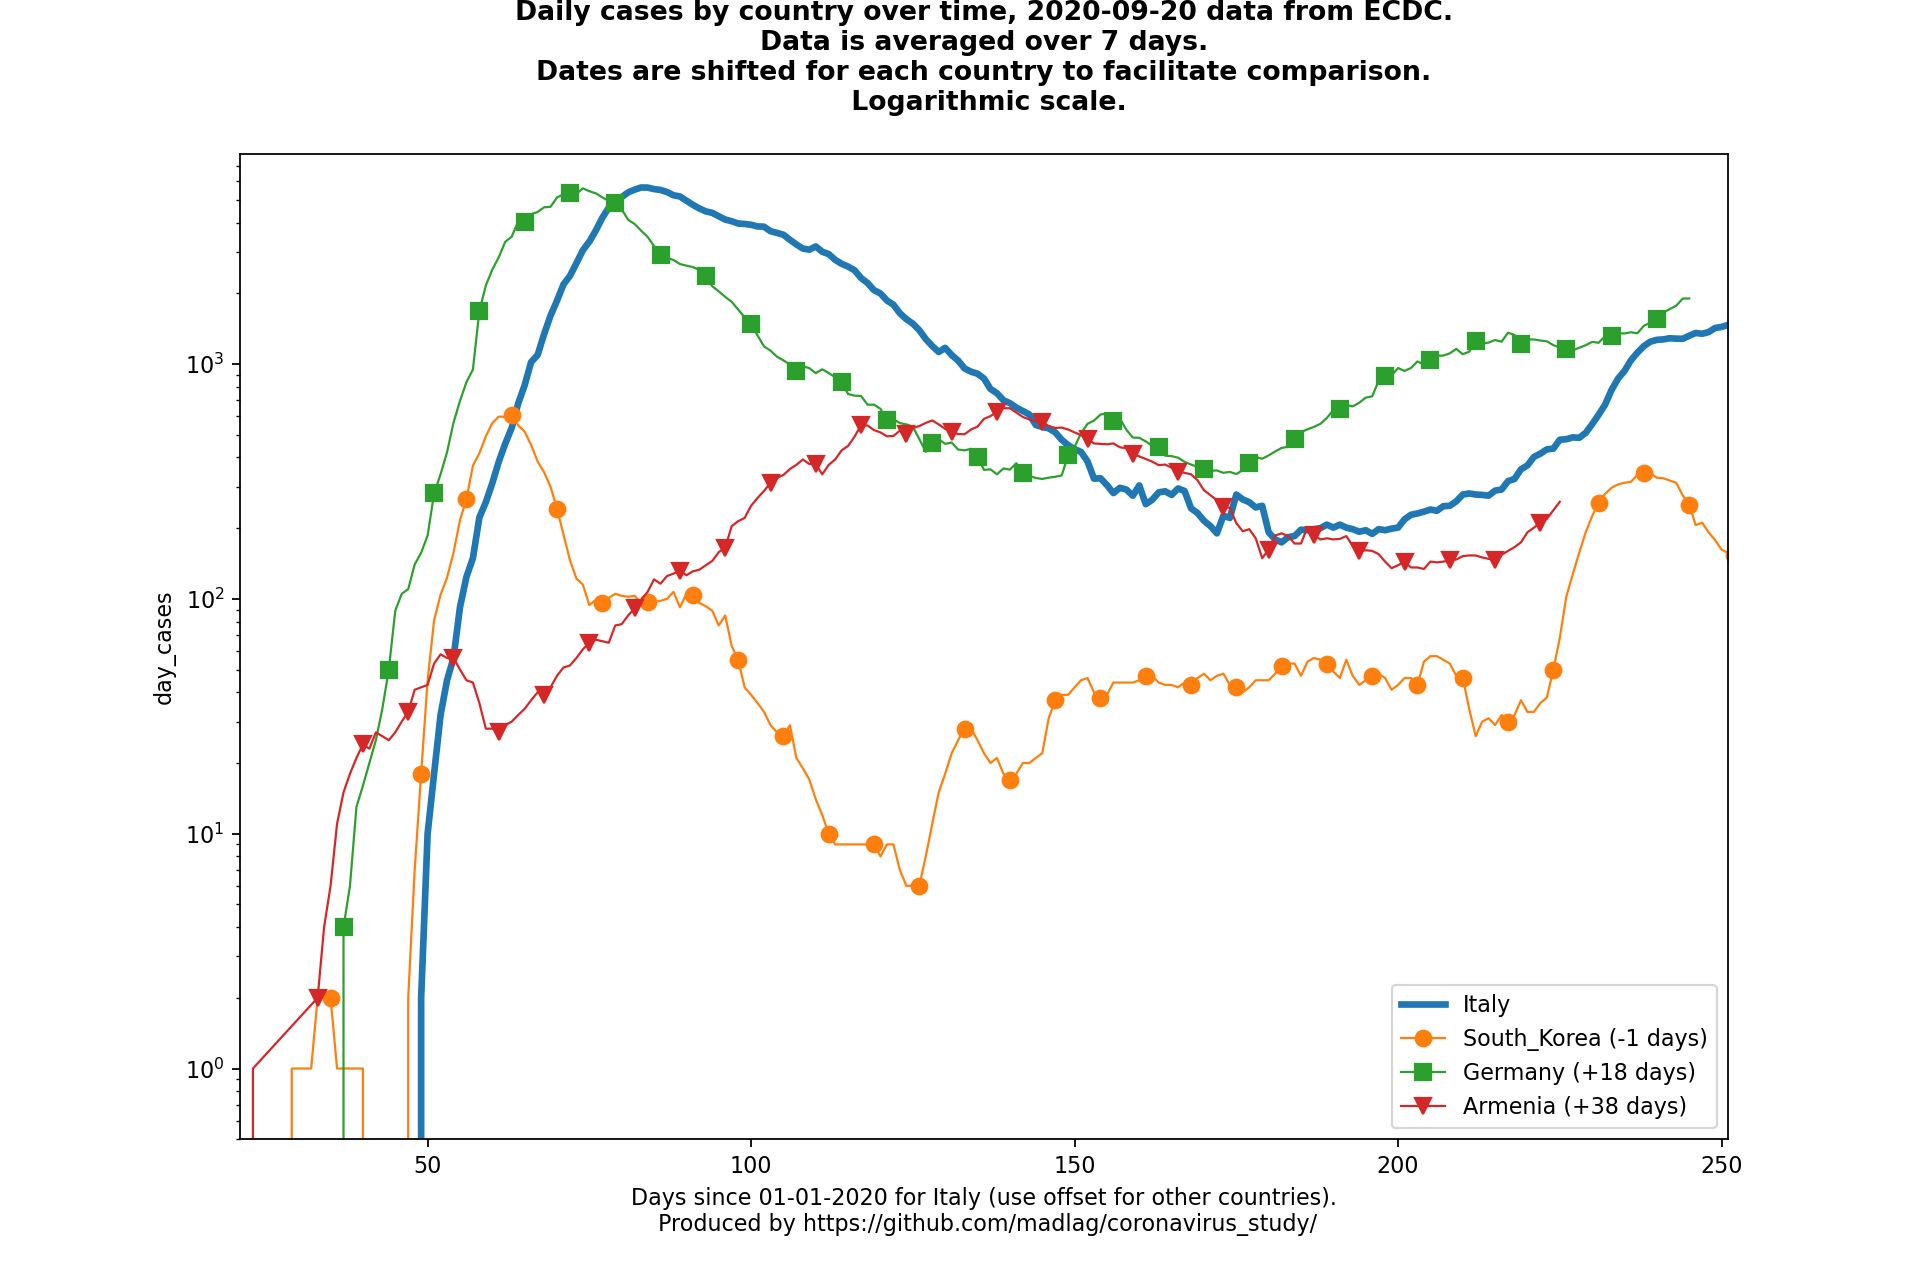 Daily cases by country over time, 2020-09-20 data from ECDC.
Data is averaged over 7 days.
Dates are shifted for each country to facilitate comparison.
Logarithmic scale.
day_cases
10³
10²
10¹
10⁰
Italy
South_Korea (-1 days)
Germany (+18 days)
Armenia (+38 days)
50 100 150 200 250
Days since 01-01-2020 for Italy (use offset for other countries).
Produced by https://github.com/madlag/coronavirus_study/